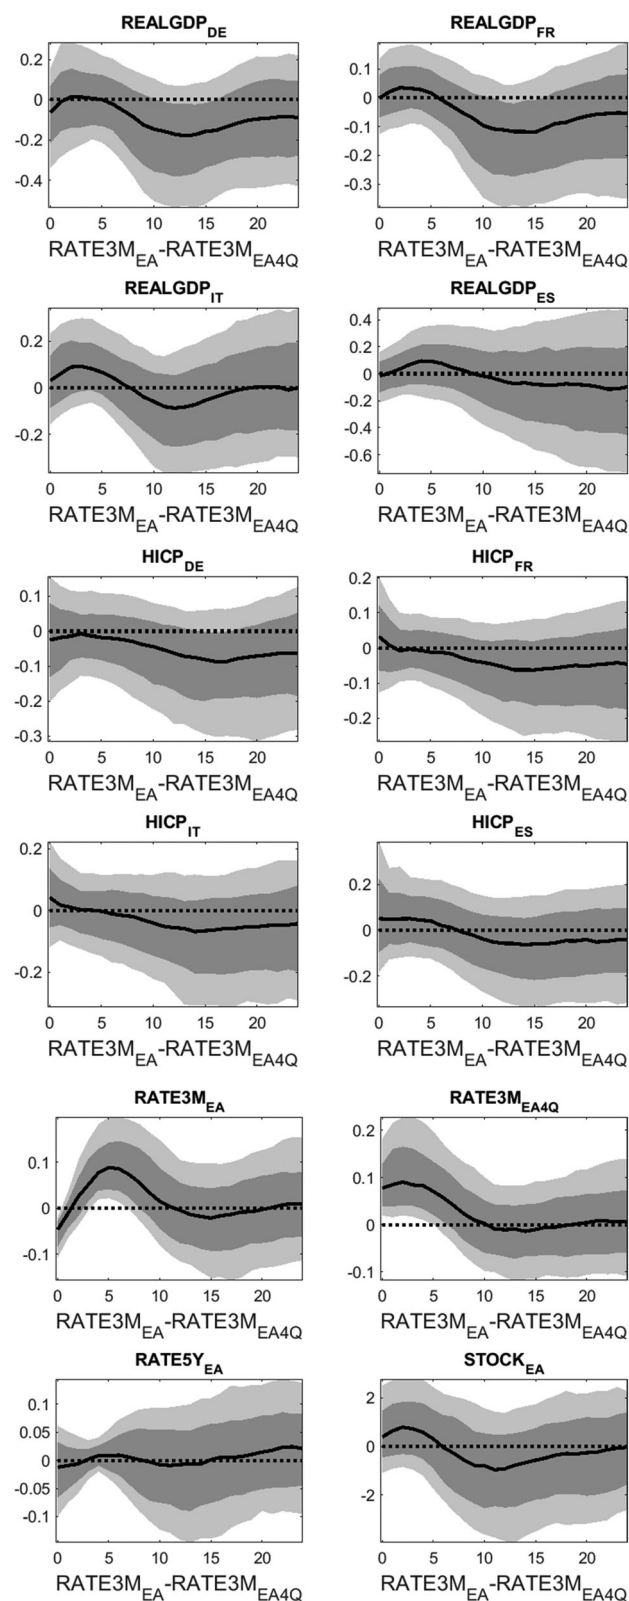 REALGDP_DE REALGDP_FR
0.2 0.1
0 0
-0.1
-0.2 -0.2
-0.4 -0.3
0 5 10 15 20 0 5 10 15 20
RATE3M_EA-RATE3M_EA4Q RATE3M_EA-RATE3M_EA4Q
REALGDP_IT REALGDP_ES
0.4
0.2 0.2
0 0
-0.2
-0.2 -0.4
-0.6
0 5 10 15 20 0 5 10 15 20
RATE3M_EA-RATE3M_EA4Q RATE3M_EA-RATE3M_EA4Q
HICP_DE HICP_FR
0.2
0.1 0.1
0 0
-0.1 -0.1
-0.2 -0.2
-0.3
0 5 10 15 20 0 5 10 15 20
RATE3M_EA-RATE3M_EA4Q RATE3M_EA-RATE3M_EA4Q
HICP_IT HICP_ES
0.2 0.2
0 0
-0.2 -0.2
0 5 10 15 20 0 5 10 15 20
RATE3M_EA-RATE3M_EA4Q RATE3M_EA-RATE3M_EA4Q
RATE3M_EA RATE3M_EA4Q
0.2
0.1 0.1
0 0
-0.1 -0.1
0 5 10 15 20 0 5 10 15 20
RATE3M_EA-RATE3M_EA4Q RATE3M_EA-RATE3M_EA4Q
RATE5Y_EA STOCK_EA
0.1 2
0.05
0 0
-0.05
-0.1 -2
0 5 10 15 20 0 5 10 15 20
RATE3M_EA-RATE3M_EA4Q RATE3M_EA-RATE3M_EA4Q